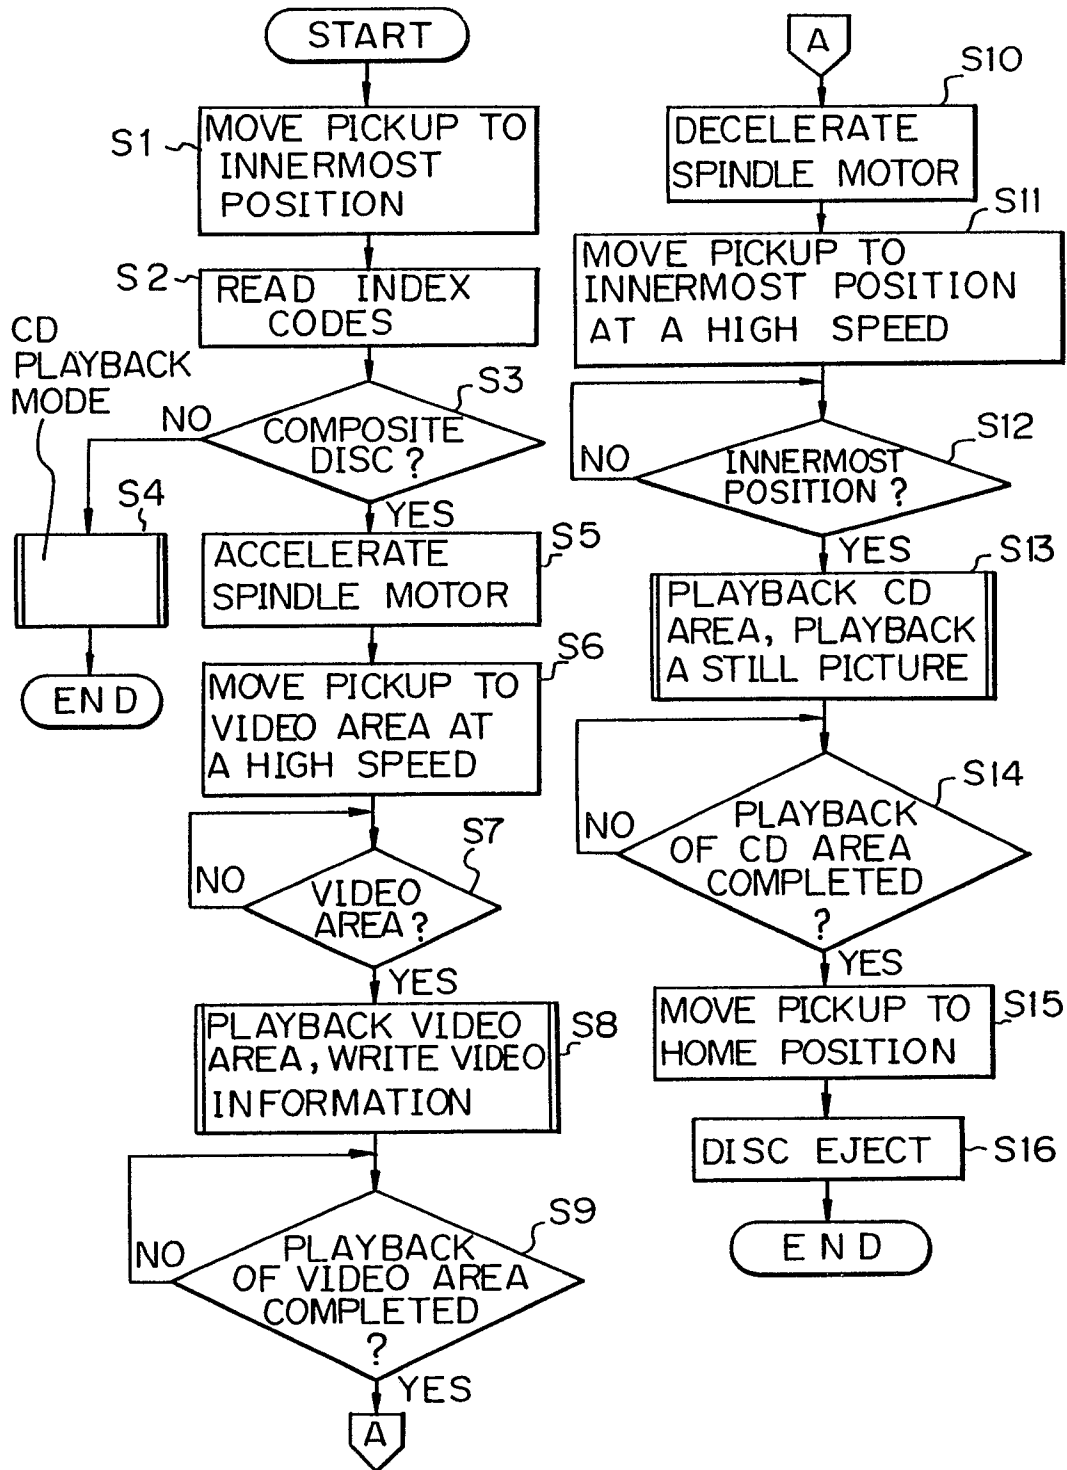 START
S1
MOVE PICKUP TO
INNERMOST
POSITION
S2
READ INDEX
CODES
CD
PLAYBACK
MODE
S3
COMPOSITE
DISC ?
NO
YES
S4
END
S5
ACCELERATE
SPINDLE MOTOR
S6
MOVE PICKUP TO
VIDEO AREA AT
A HIGH SPEED
S7
VIDEO
AREA ?
NO
YES
S8
PLAYBACK VIDEO
AREA, WRITE VIDEO
INFORMATION
S9
PLAYBACK
OF VIDEO AREA
COMPLETED
?
NO
YES
A
A
S10
DECELERATE
SPINDLE MOTOR
S11
MOVE PICKUP TO
INNERMOST POSITION
AT A HIGH SPEED
S12
INNERMOST
POSITION ?
NO
YES
S13
PLAYBACK CD
AREA, PLAYBACK
A STILL PICTURE
S14
PLAYBACK
OF CD AREA
COMPLETED
?
NO
YES
S15
MOVE PICKUP TO
HOME POSITION
S16
DISC EJECT
END